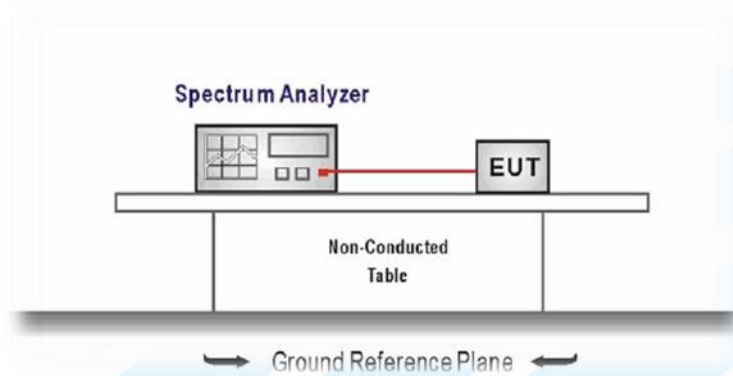 Spectrum Analyzer
EUT
Non-Conducted
Table
Ground Reference Plane